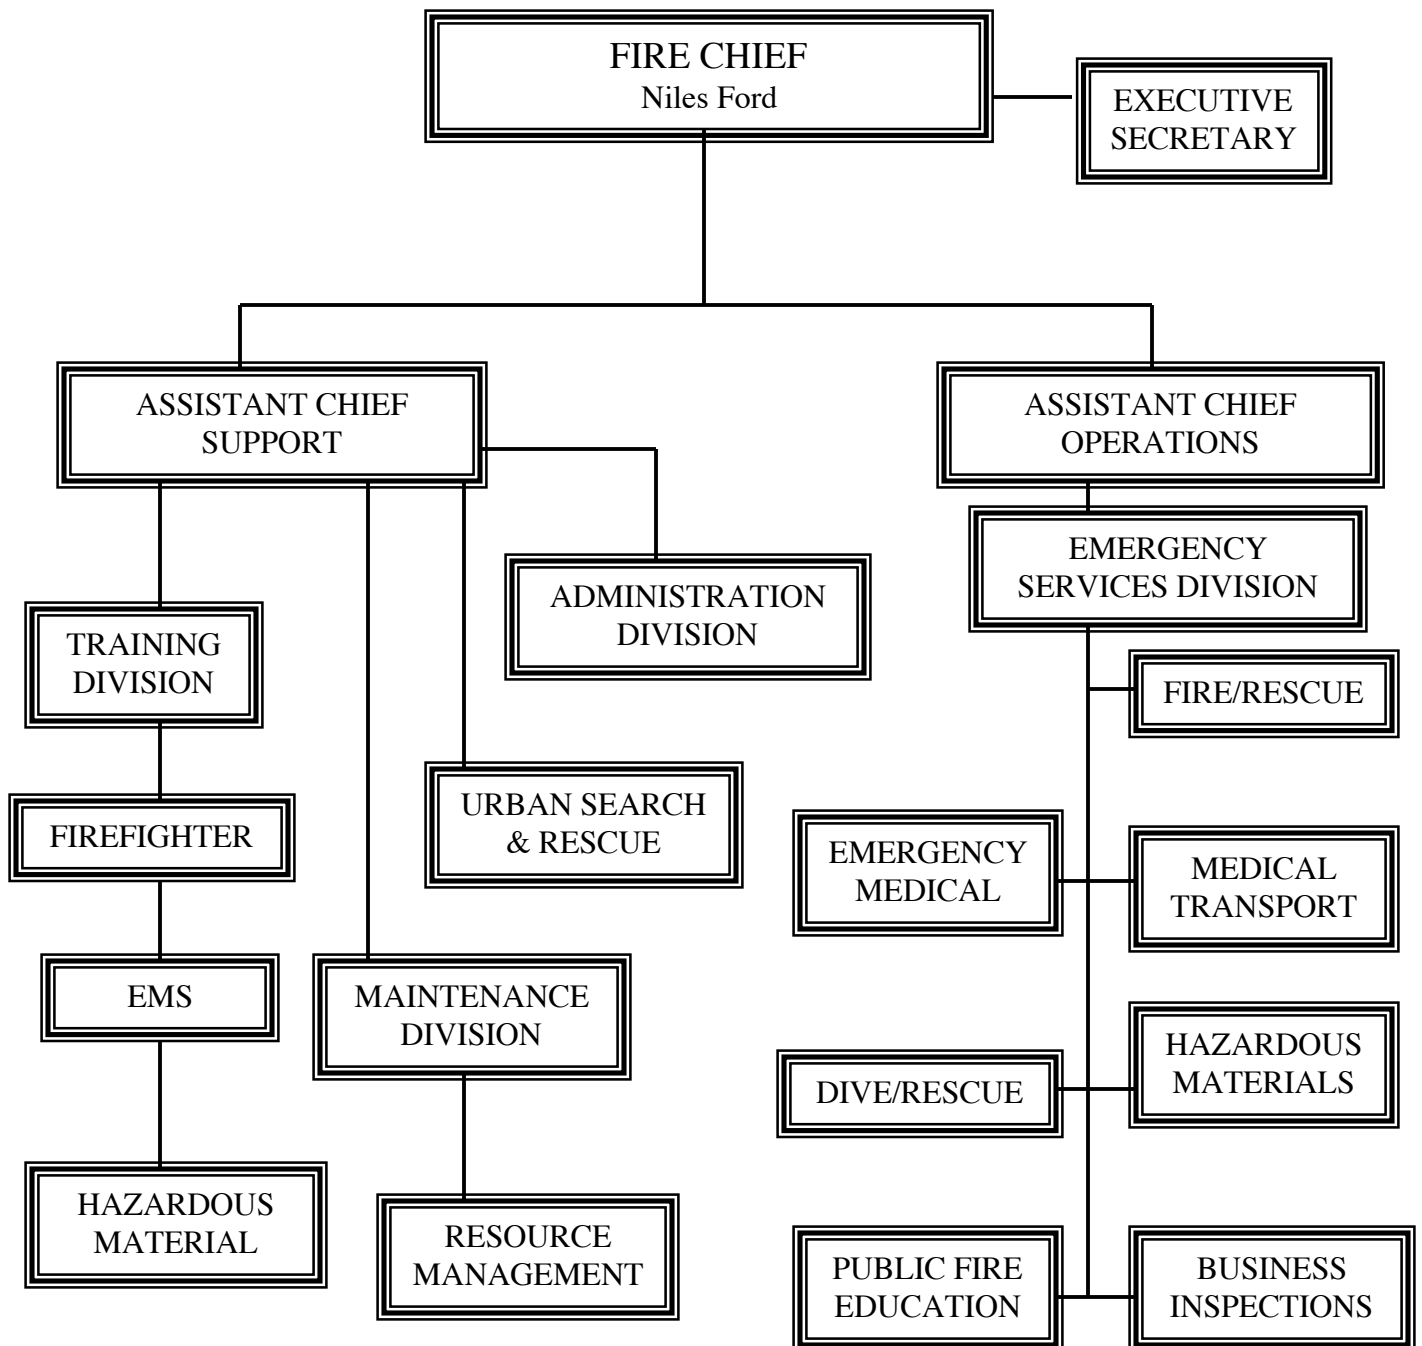 FIRE CHIEF
Niles Ford
EXECUTIVE
SECRETARY
ASSISTANT CHIEF
SUPPORT
ASSISTANT CHIEF
OPERATIONS
EMERGENCY
SERVICES DIVISION
ADMINISTRATION
DIVISION
TRAINING
DIVISION
FIRE/RESCUE
URBAN SEARCH
& RESCUE
FIREFIGHTER
EMERGENCY
MEDICAL
MEDICAL
TRANSPORT
EMS
MAINTENANCE
DIVISION
HAZARDOUS
MATERIALS
DIVE/RESCUE
HAZARDOUS
MATERIAL
RESOURCE
MANAGEMENT
PUBLIC FIRE
EDUCATION
BUSINESS
INSPECTIONS